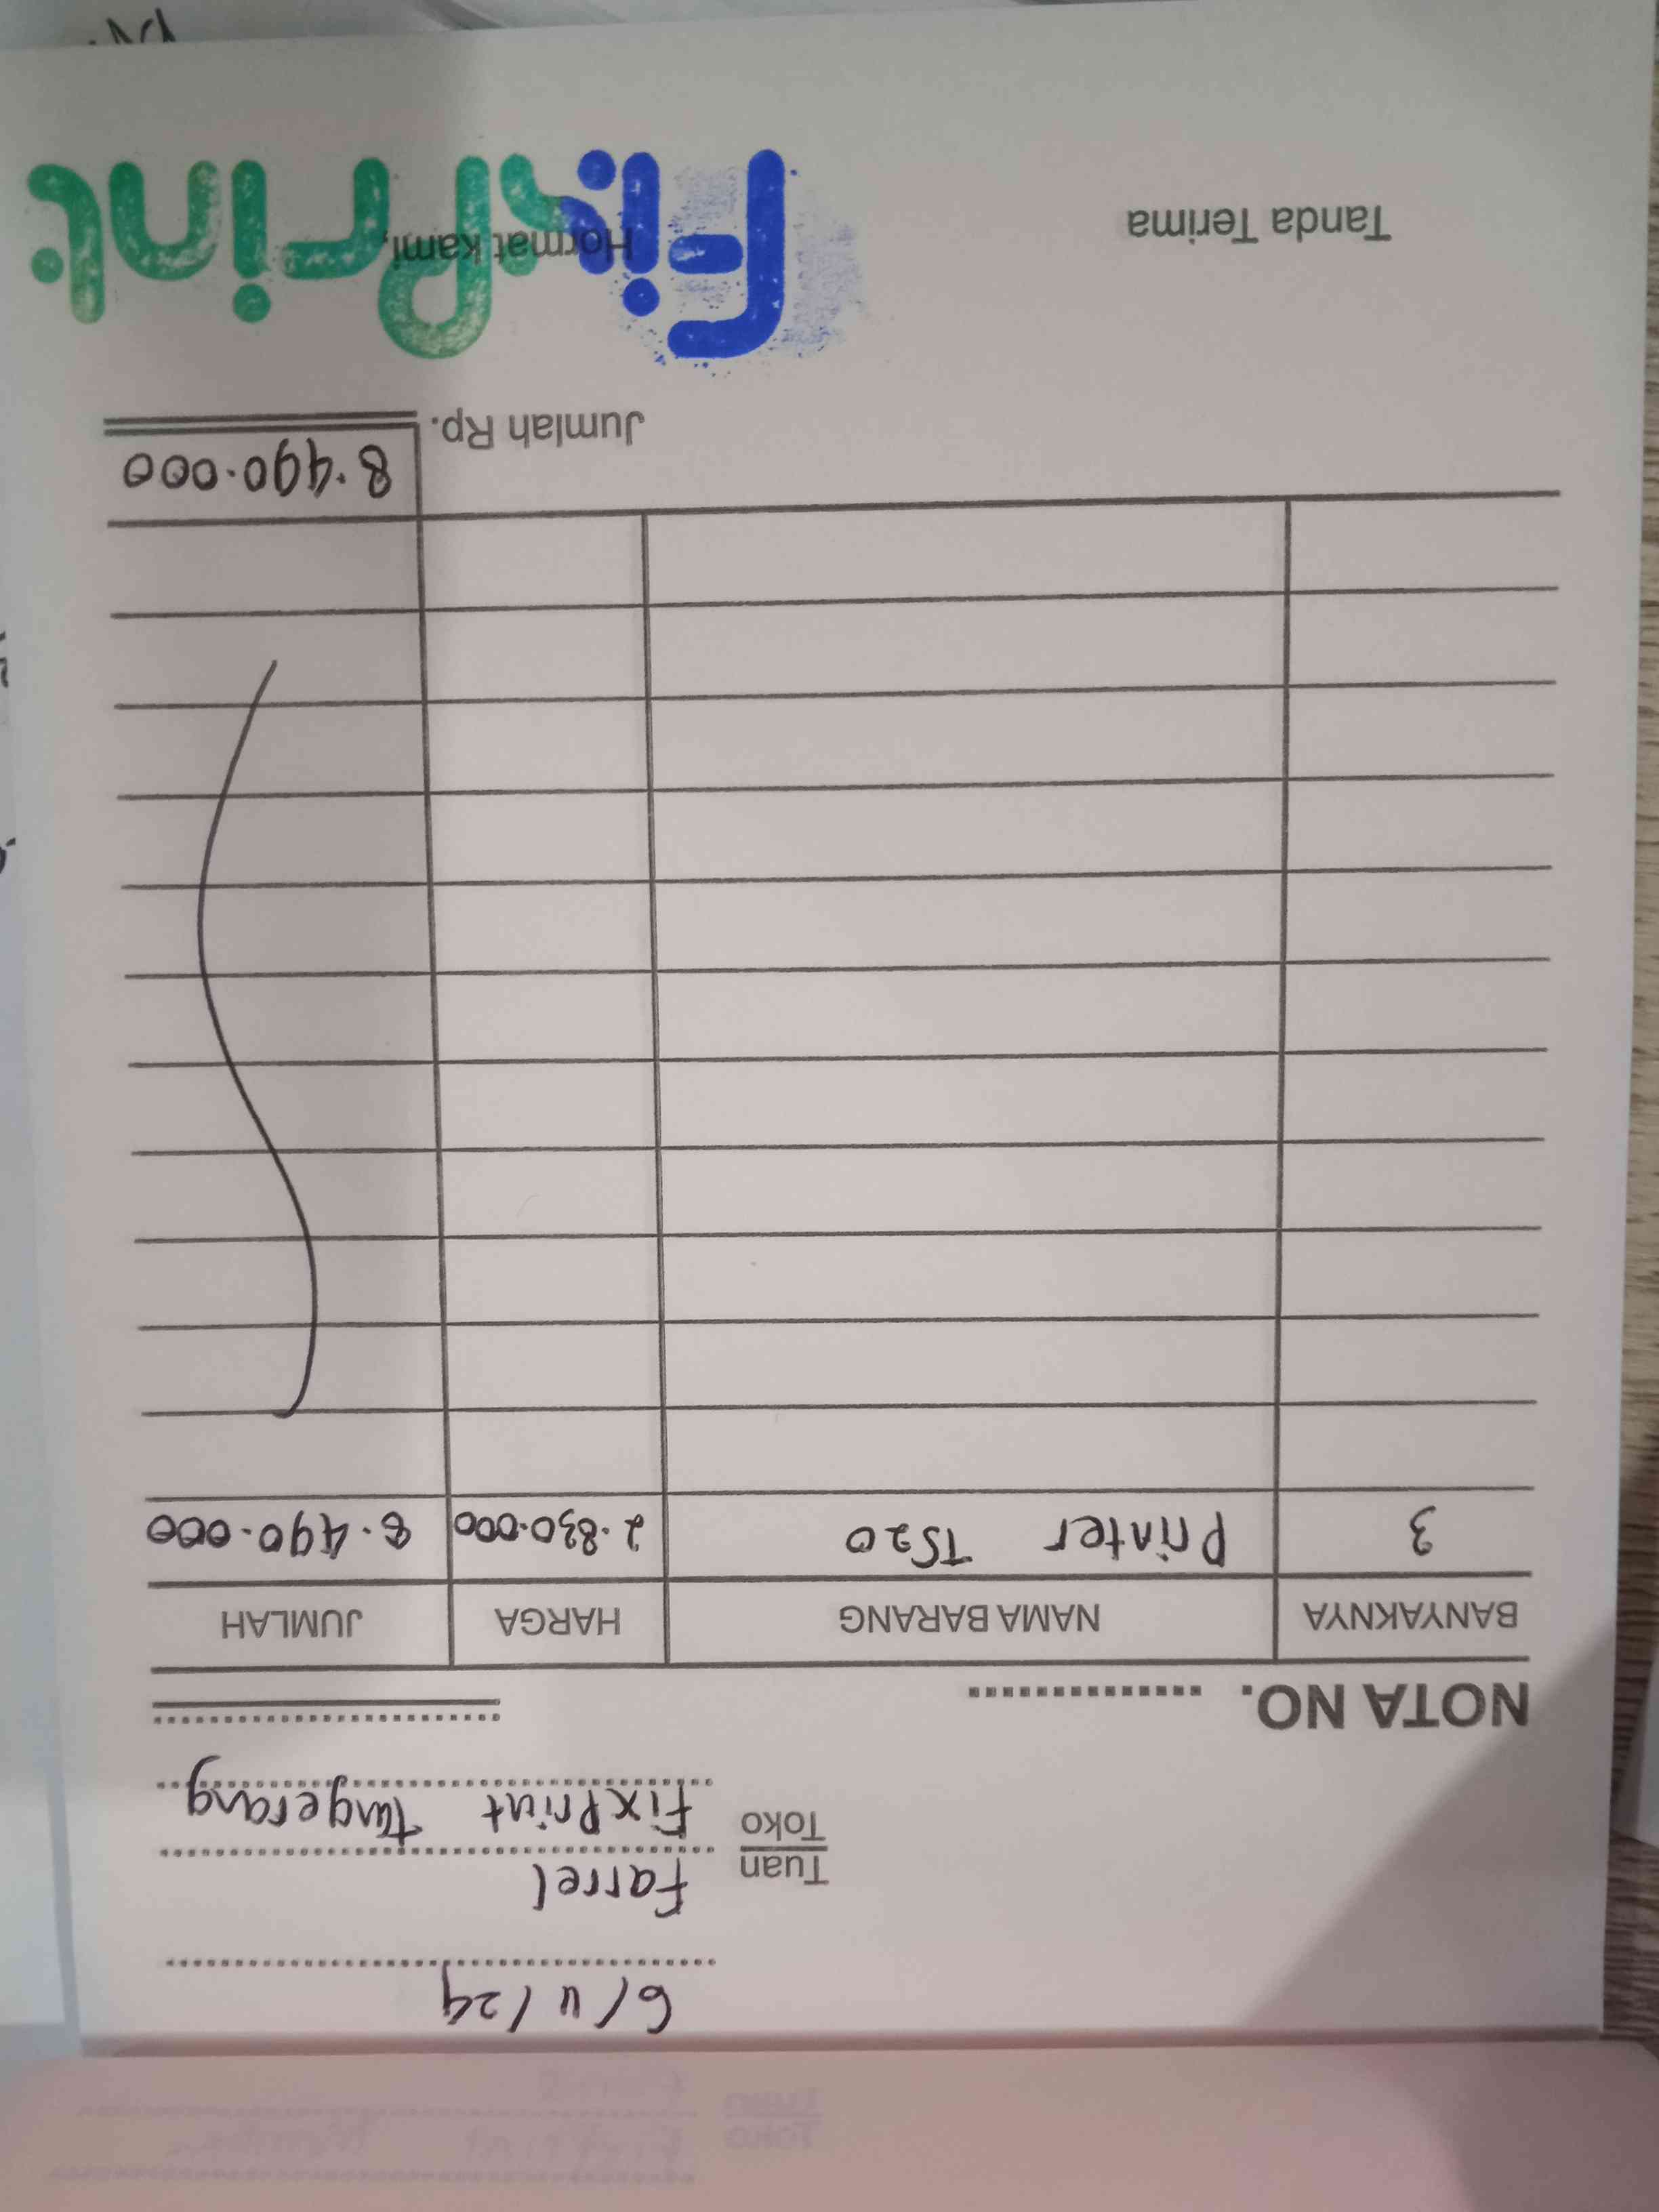 6/11/24
Tuan
Toko
Farrel
FixPrint Tangerang
NOTA NO. ................
BANYAKNYA NAMA BARANG HARGA JUMLAH
3 Printer TS20 2.830.000 8.490.000
Jumlah Rp. 8.490.000
Tanda Terima Hormat kami,
FixPrint